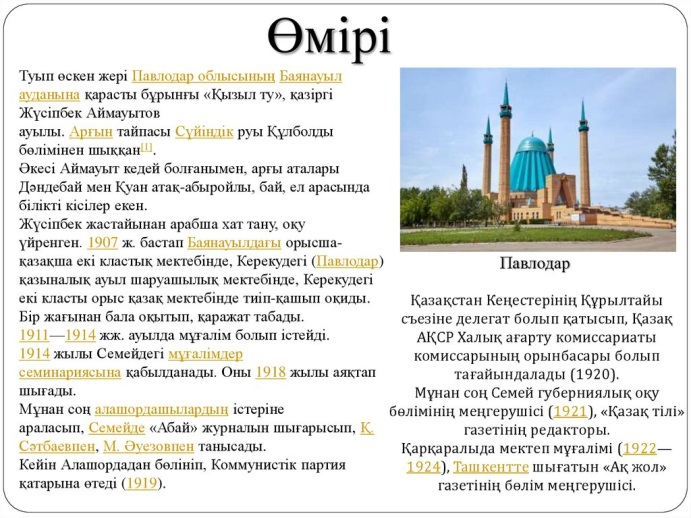 Өмірі
Туып өскен жері Павлодар облысының Баянауыл
ауданына қарасты бұрынғы «Қызыл ту», қазіргі
Жүсіпбек Аймауытов
ауылы. Арғын тайпасы Сүйіндік руы Құлболды
бөлімінен шыққан[1].
Әкесі Аймауыт кедей болғанымен, арғы аталары
Дәндебай мен Қуан атақ-абыройлы, бай, ел арасында
білікті кісілер екен.
Жүсіпбек жастайынан арабша хат тану, оқу
үйренген. 1907 ж. бастап Баянауылдағы орысша-
қазақша екі кластық мектебінде, Керекудегі (Павлодар)
қазыналық ауыл шаруашылық мектебінде, Керекудегі
екі класты орыс қазақ мектебінде тиіп-қашып оқиды.
Бір жағынан бала оқытып, қаражат табады.
1911—1914 жж. ауылда мұғалім болып істейді.
1914 жылы Семейдегі мұғалімдер
семинариясына қабылданады. Оны 1918 жылы аяқтап
шығады.
Мұнан соң алашордашылардың істеріне
араласып, Семейде «Абай» журналын шығарысып, Қ.
Сәтбаевпен, М. Әуезовпен танысады.
Кейін Алашордадан бөлініп, Коммунистік партия
қатарына өтеді (1919).
Павлодар
Қазақстан Кеңестерінің Құрылтайы
съезіне делегат болып қатысып, Қазақ
АҚСР Халық ағарту комиссариаты
комиссарының орынбасары болып
тағайындалады (1920).
Мұнан соң Семей губерниялық оқу
бөлімінің меңгерушісі (1921), «Қазақ тілі»
газетінің редакторы.
Қарқаралыда мектеп мұғалімі (1922—
1924), Ташкентте шығатын «Ақ жол»
газетінің бөлім меңгерушісі.